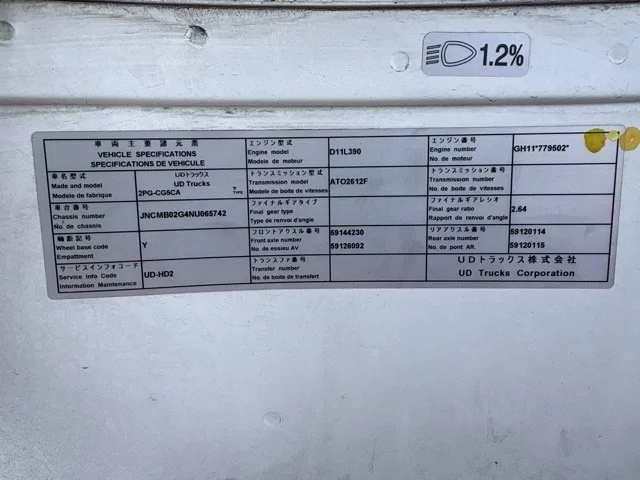 1.2%
車両主要諸元票
VEHICLE SPECIFICATIONS
SPECIFICATIONS DE VEHICULE
エンジン型式
Engine model
Modele de moteur
D11L390
エンジン番号
Engine number
No. de moteur
GH11*779502*
車名型式
Made and model
Modele de fabrique
UDトラックス
UD Trucks
2PG-CG5CA
TYPE
トランスミッション型式
Transmission model
Modele de boite de vitesses
ATO2612F
トランスミッション番号
Transmission number
No. de boite de vitesses
車台番号
Chassis number
No. de chassis
JNCMB02G4NU065742
ファイナルギアタイプ
Final gear type
Type de renvoi d'angle
ファイナルギアレシオ
Final gear ratio
Rapport de renvoi d'angle
2.64
軸距記号
Wheel base code
Empattment
Y
フロントアクスル番号
Front axle number
No. de essieu AV
59144230
59126092
リアアクスル番号
Rear axle number
No. de pont AR.
59120114
59120115
サービスインフォコード
Service Info Code
Information Maintenance
UD-HD2
トランスファ番号
Transfer number
No. de boite de transfert
UDトラックス株式会社
UD Trucks Corporation